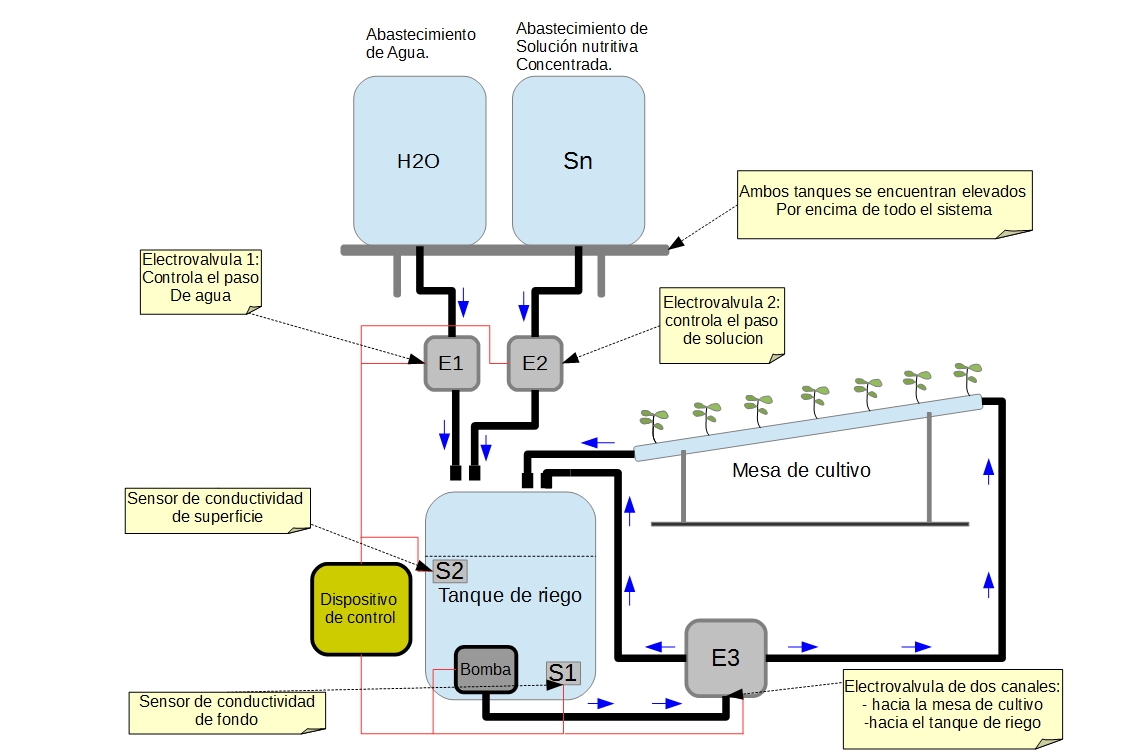 Abastecimiento
de Agua.
Abastecimiento de
Solución nutritiva
Concentrada.
H2O
Sn
Ambos tanques se encuentran elevados
Por encima de todo el sistema
Electrovalvula 1:
Controla el paso
De agua
Electrovalvula 2:
controla el paso
de solucion
E1
E2
Mesa de cultivo
Sensor de conductividad
de superficie
S2
Tanque de riego
Dispositivo
de control
Bomba
S1
E3
Sensor de conductividad
de fondo
Electrovalvula de dos canales:
- hacia la mesa de cultivo
-hacia el tanque de riego